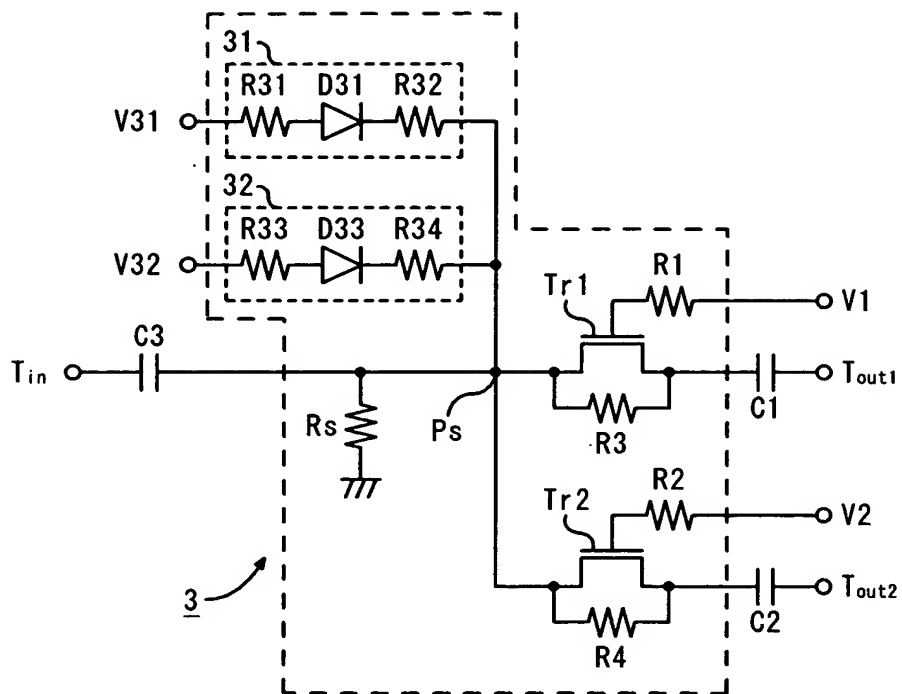 31
R31 D31 R32
V31
32
R33 D33 R34
V32
Tr1
R1
V1
C3
Tin
Tout1
Rs
Ps
R3
C1
Tr2
R2
V2
3
Tout2
R4
C2